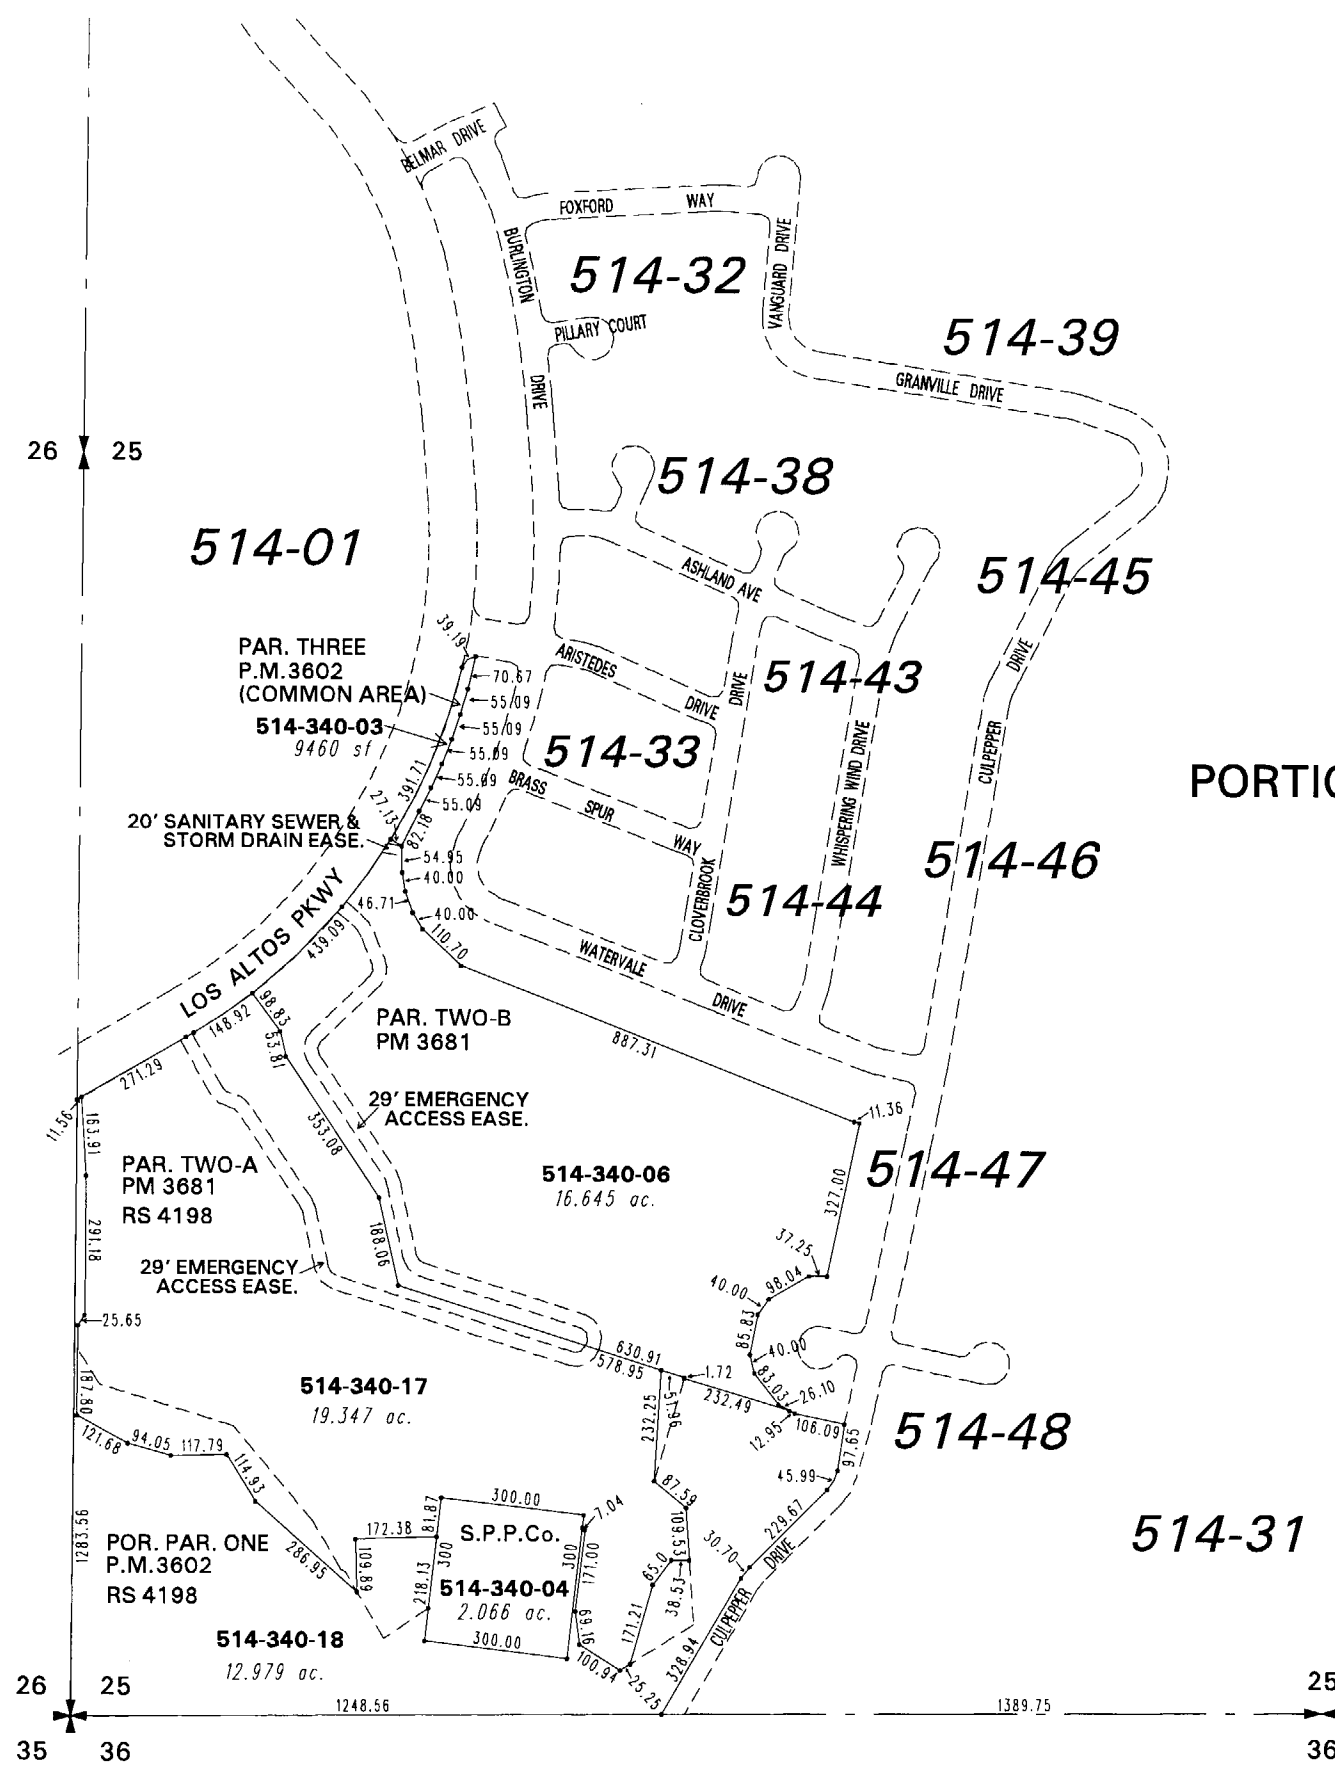 BELMAR DRIVE
FOXFORD WAY
BURLINGTON DRIVE
VANGUARD DRIVE
514-32
PILLARY COURT
514-39
GRANVILLE DRIVE
26 25
514-38
514-01
ASHLAND AVE
514-45
39.19
PAR. THREE
P.M.3602
(COMMON AREA)
514-340-03
9460 sf
70.67
55.09
55.09
55.09
55.09
55.09
ARISTEDES DRIVE
DRIVE
514-43
CULPEPPER DRIVE
514-33
WHISPERING WIND DRIVE
391.71
27.13
82.18
BRASS SPUR WAY
PORTIO
20' SANITARY SEWER &
STORM DRAIN EASE.
54.95
40.00
46.71
40.00
110.70
CLOVERBROOK
514-44
514-46
LOS ALTOS PKWY
439.09
WATERVALE DRIVE
148.92
98.83
53.81
PAR. TWO-B
PM 3681
887.31
271.29
11.56
163.91
353.08
29' EMERGENCY
ACCESS EASE.
11.36
PAR. TWO-A
PM 3681
RS 4198
514-340-06
16.645 ac.
514-47
327.00
291.18
188.06
37.25
29' EMERGENCY
ACCESS EASE.
98.04
40.00
25.65
85.83
40.00
630.91
578.95
1.72
83.03
26.10
187.80
514-340-17
19.347 ac.
232.25
51.96
232.49
12.95
106.09
514-48
97.65
121.68
94.05
117.79
114.93
45.99
87.59
300.00
7.04
229.67
81.87
S.P.P.Co.
172.38
109.53
514-31
1283.56
POR. PAR. ONE
P.M.3602
RS 4198
286.95
109.89
300
300
171.00
30.70
65.0
38.53
CULPEPPER DRIVE
218.13
514-340-04
2.066 ac.
171.21
69.16
514-340-18
12.979 ac.
300.00
100.94
25.25
328.94
26 25
1248.56
1389.75
25
35 36
36